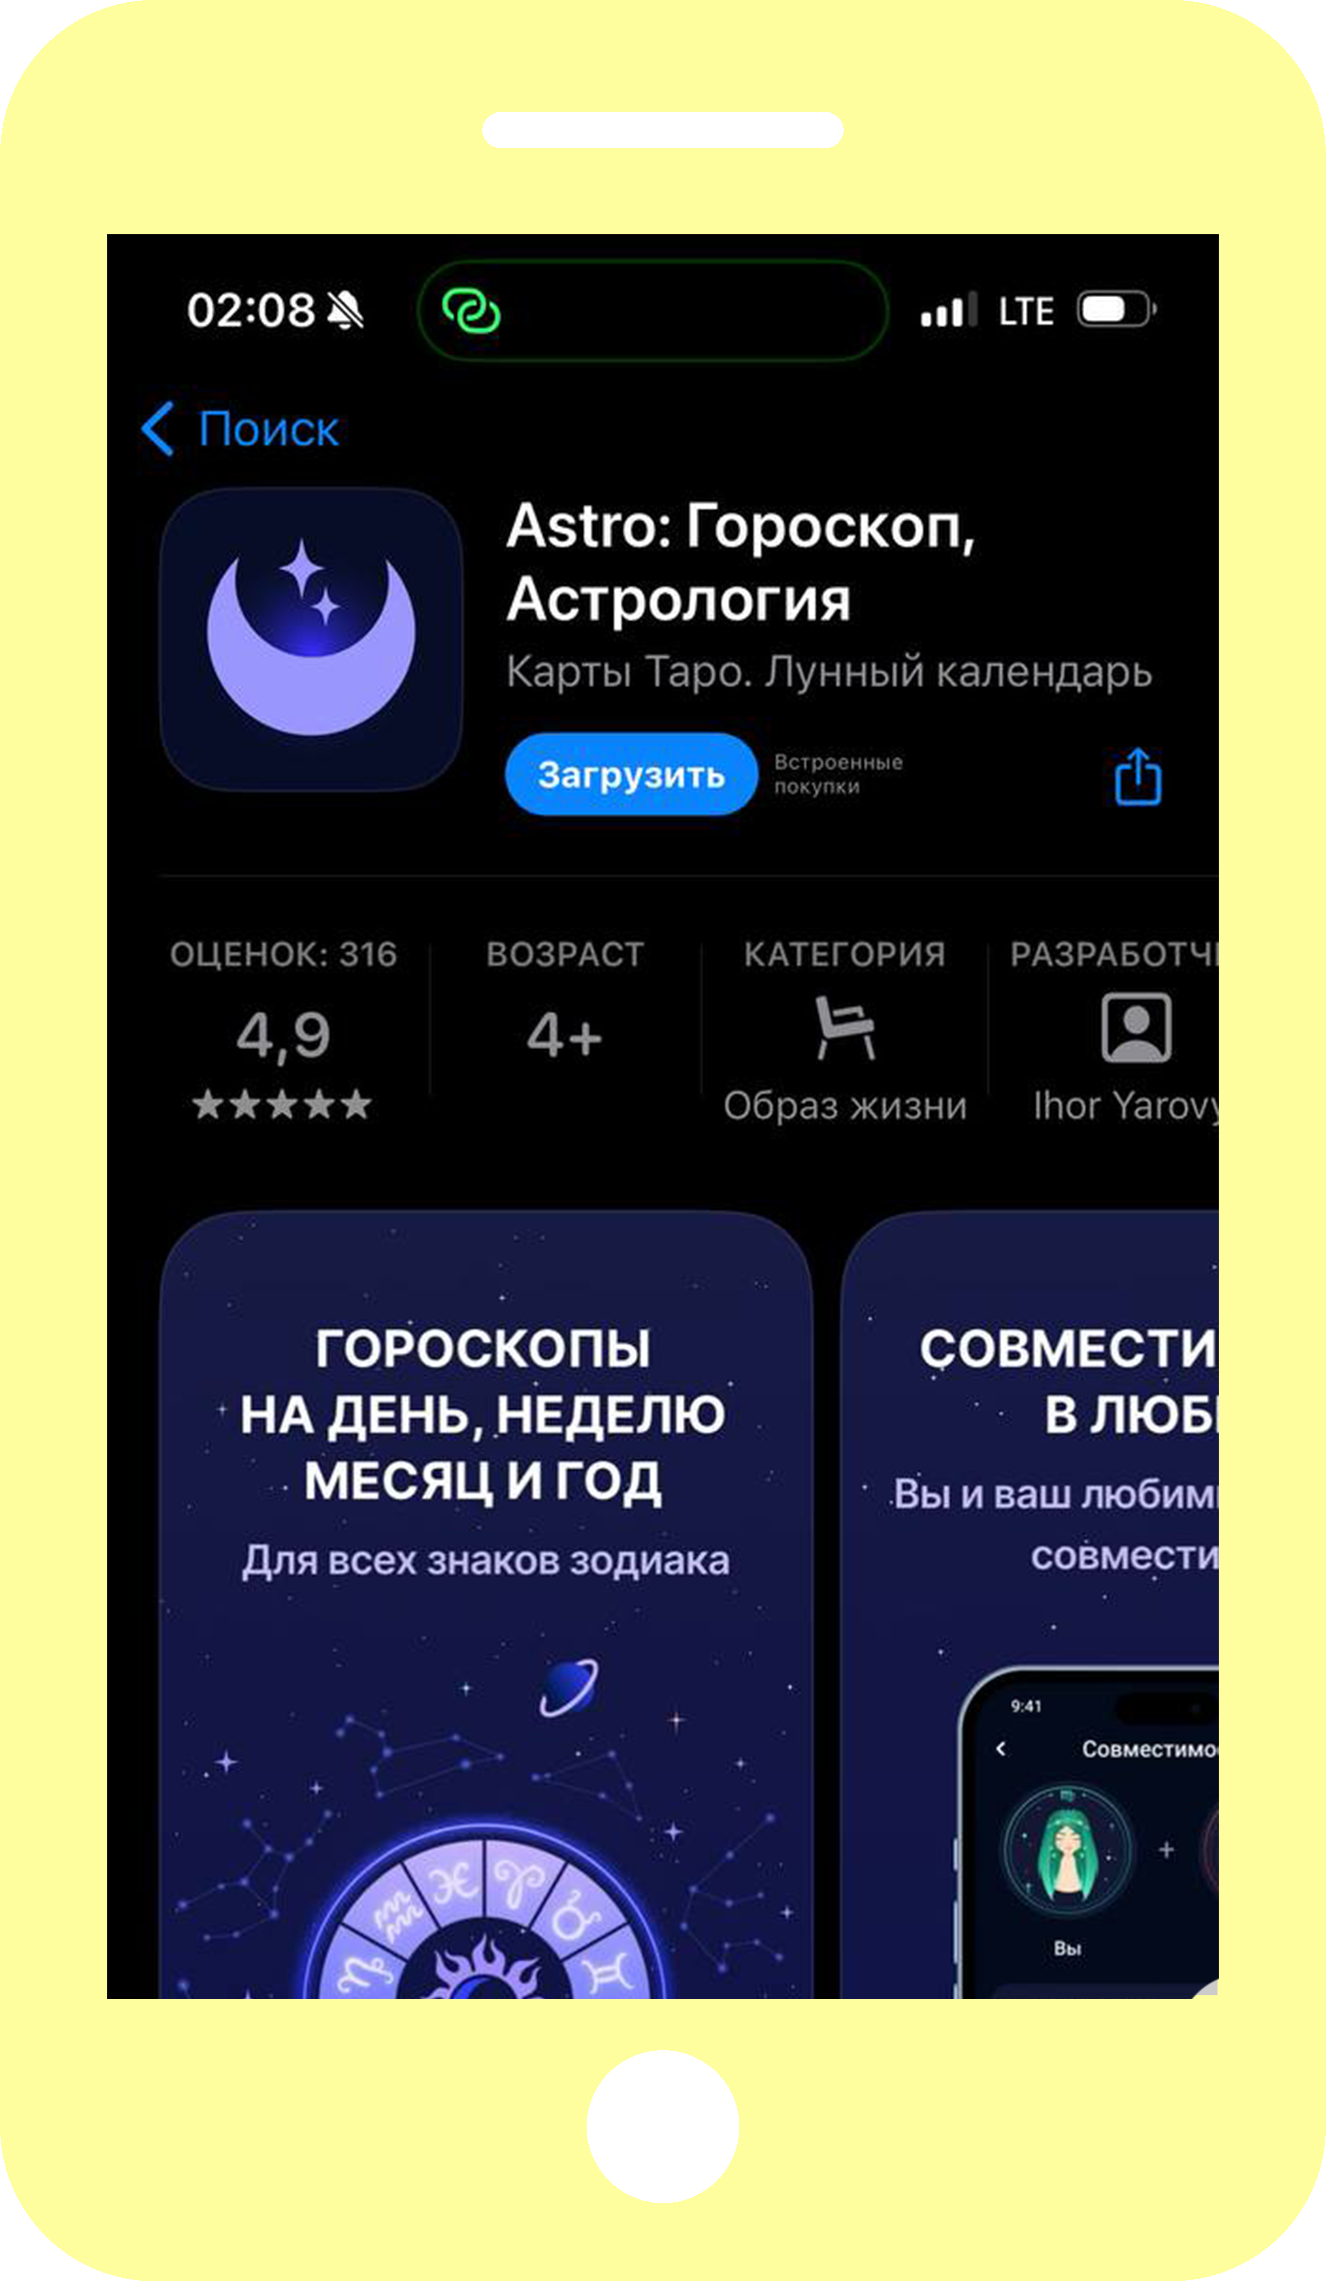 02:08
LTE
Поиск
Astro: Гороскоп,
Астрология
Карты Таро. Лунный календарь
Загрузить
Встроенные
покупки
ОЦЕНОК: 316
4,9
ВОЗРАСТ
4+
КАТЕГОРИЯ
Образ жизни
РАЗРАБОТЧ
Ihor Yarovy
ГОРОСКОПЫ
НА ДЕНЬ, НЕДЕЛЮ
МЕСЯЦ И ГОД
Для всех знаков зодиака
СОВМЕСТИ
В ЛЮБ
Вы и ваш любим
совмести
9:41
Совместимо
+
Вы